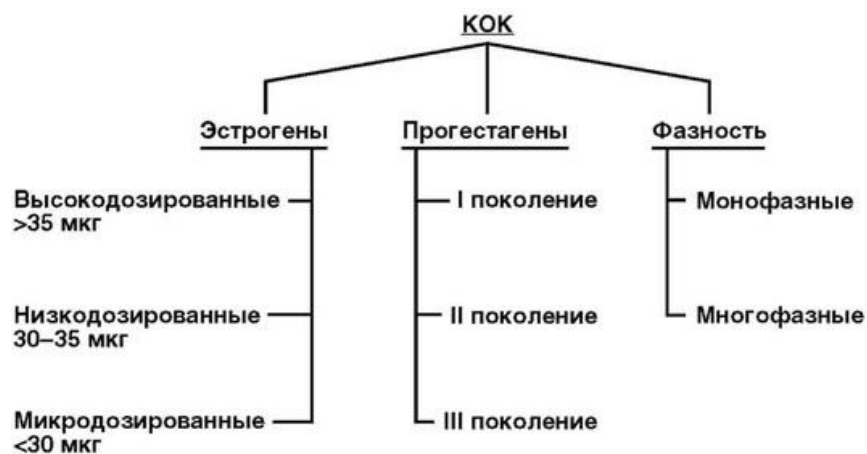 КОК
Эстрогены
Прогестагены
Фазность
Высокодозированные
>35 мкг
I поколение
Монофазные
Низкодозированные
30–35 мкг
II поколение
Многофазные
Микродозированные
<30 мкг
III поколение